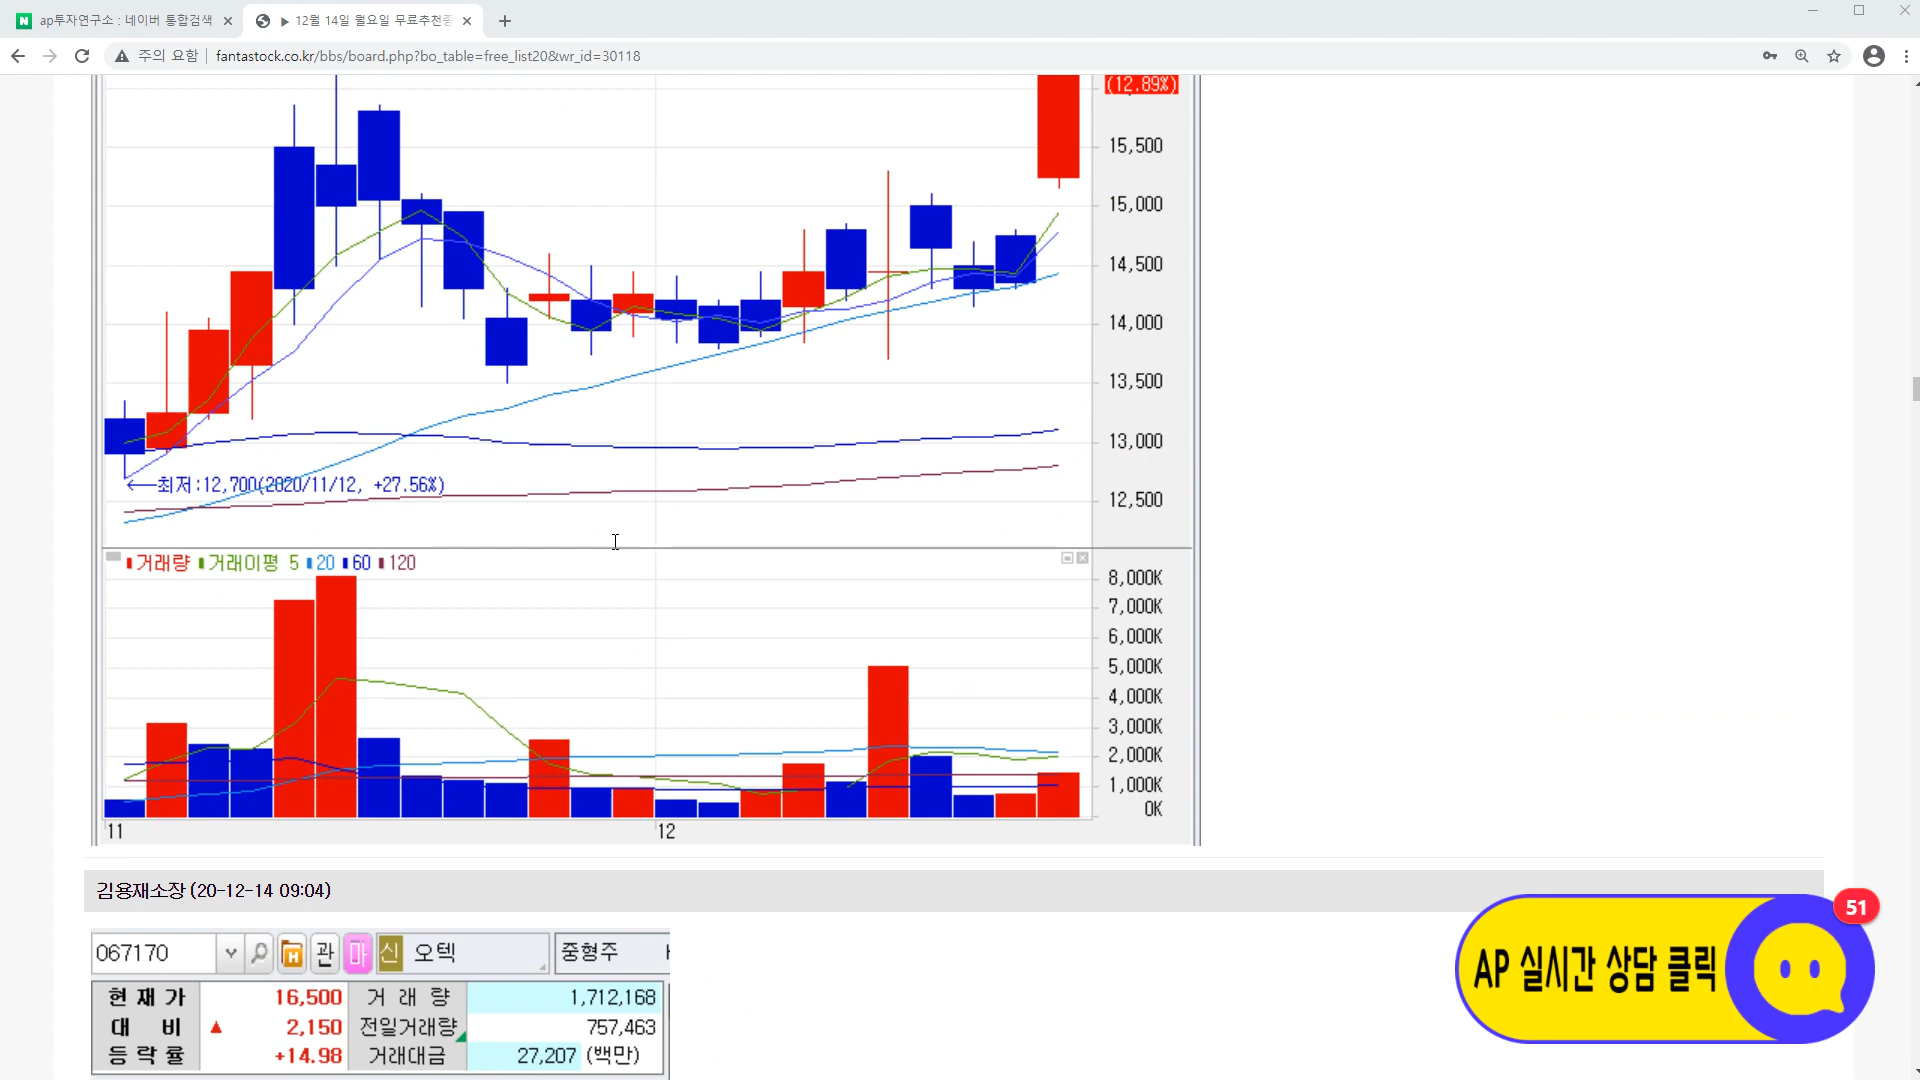 ap투자연구소 : 네이버 통합검색
▶ 12월 14일 월요일 무료추천종
주의 요함
fantastock.co.kr/bbs/board.php?bo_table=free_list20&wr_id=30118
(12.89%)
15,500
15,000
14,500
14,000
13,500
13,000
12,500
최저:12,700(2020/11/12, +27.56%)
거래량 거래이평 5 20 60 120
8,000K
7,000K
6,000K
5,000K
4,000K
3,000K
2,000K
1,000K
0K
11 12
김용재소장 (20-12-14 09:04)
067170 관 마 신 오텍 중형주
현재가 16,500 거래량 1,712,168
대비 ▲ 2,150 전일거래량 757,463
등락률 +14.98 거래대금 27,207 (백만)
51
AP 실시간 상담 클릭